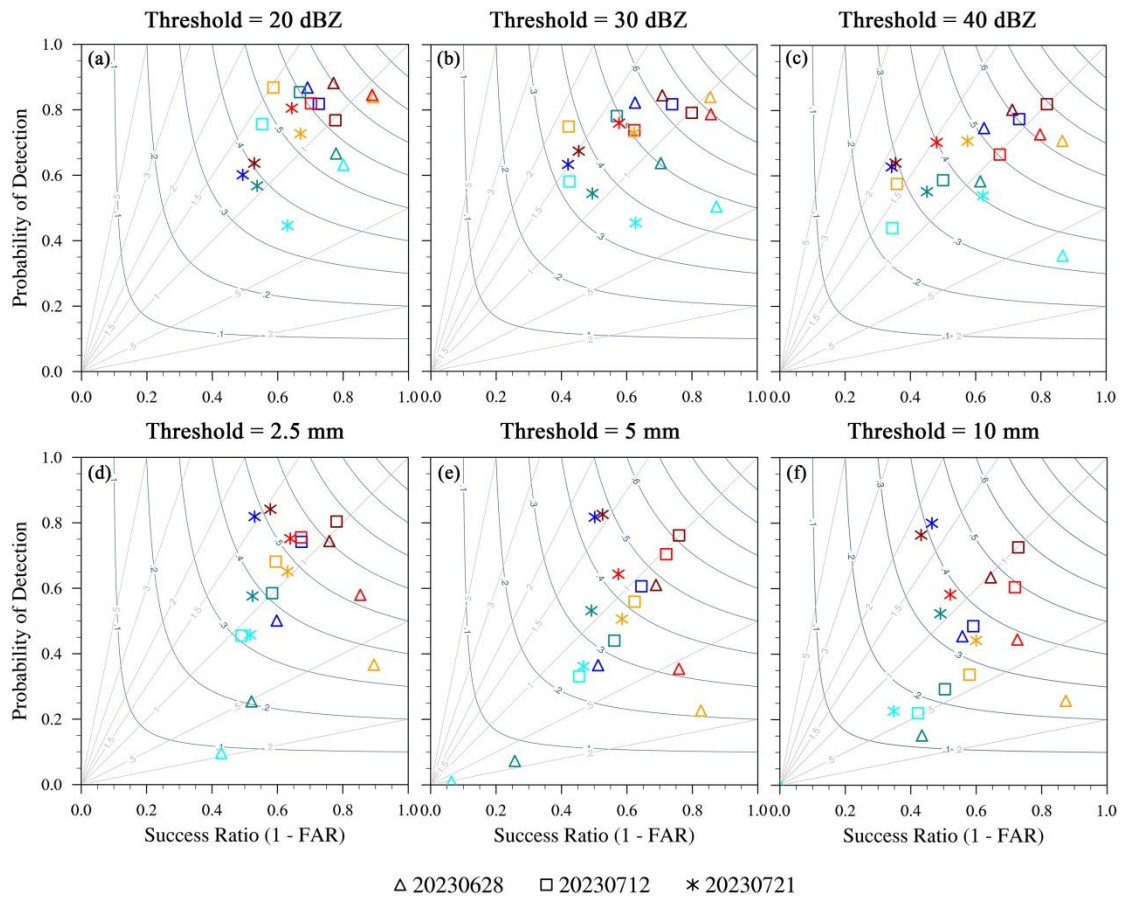 Threshold = 20 dBZ
Threshold = 30 dBZ
Threshold = 40 dBZ
(a)
(b)
(c)
Probability of Detection
1.0
0.8
0.6
0.4
0.2
0.0
0.0 0.2 0.4 0.6 0.8 1.0
0.0 0.2 0.4 0.6 0.8 1.0
0.0 0.2 0.4 0.6 0.8 1.0
Threshold = 2.5 mm
Threshold = 5 mm
Threshold = 10 mm
(d)
(e)
(f)
Probability of Detection
1.0
0.8
0.6
0.4
0.2
0.0
0.0 0.2 0.4 0.6 0.8 1.0
0.0 0.2 0.4 0.6 0.8 1.0
0.0 0.2 0.4 0.6 0.8 1.0
Success Ratio (1 - FAR)
Success Ratio (1 - FAR)
Success Ratio (1 - FAR)
20230628 20230712 20230721